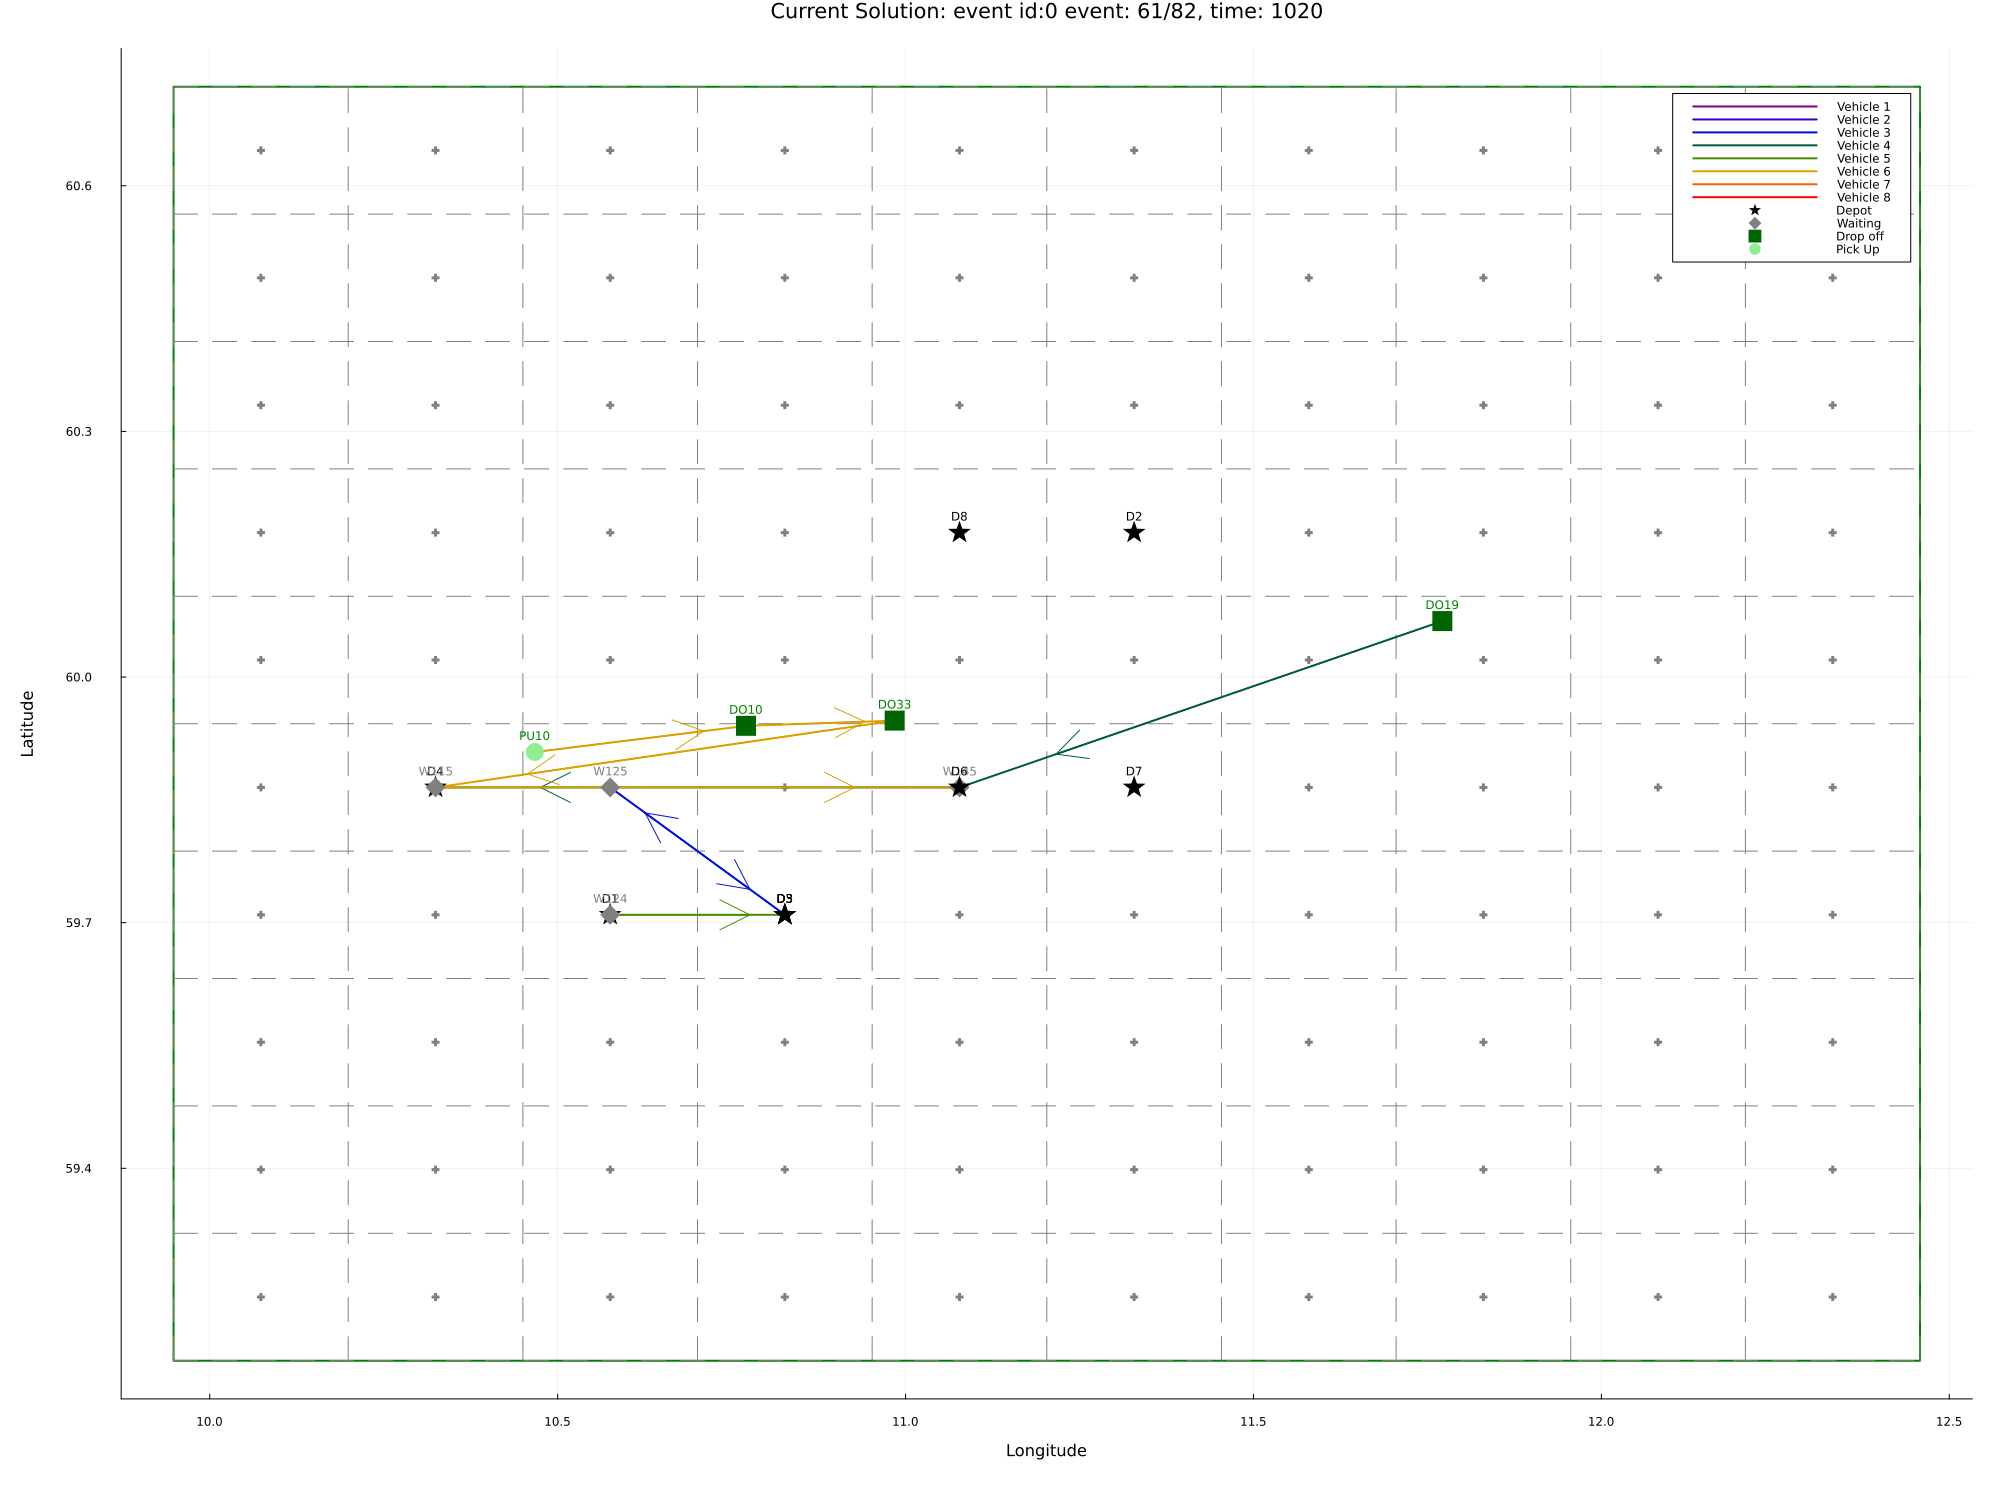 Current Solution: event id:0 event: 61/82, time: 1020
Vehicle 1
Vehicle 2
Vehicle 3
Vehicle 4
Vehicle 5
Vehicle 6
Vehicle 7
Vehicle 8
Depot
Waiting
Drop off
Pick Up
60.6
60.3
60.0
59.7
59.4
Latitude
D8
D2
DO19
DO10
DO33
PU10
D4
W125
D6
D7
D1
10.0
10.5
11.0
11.5
12.0
12.5
Longitude